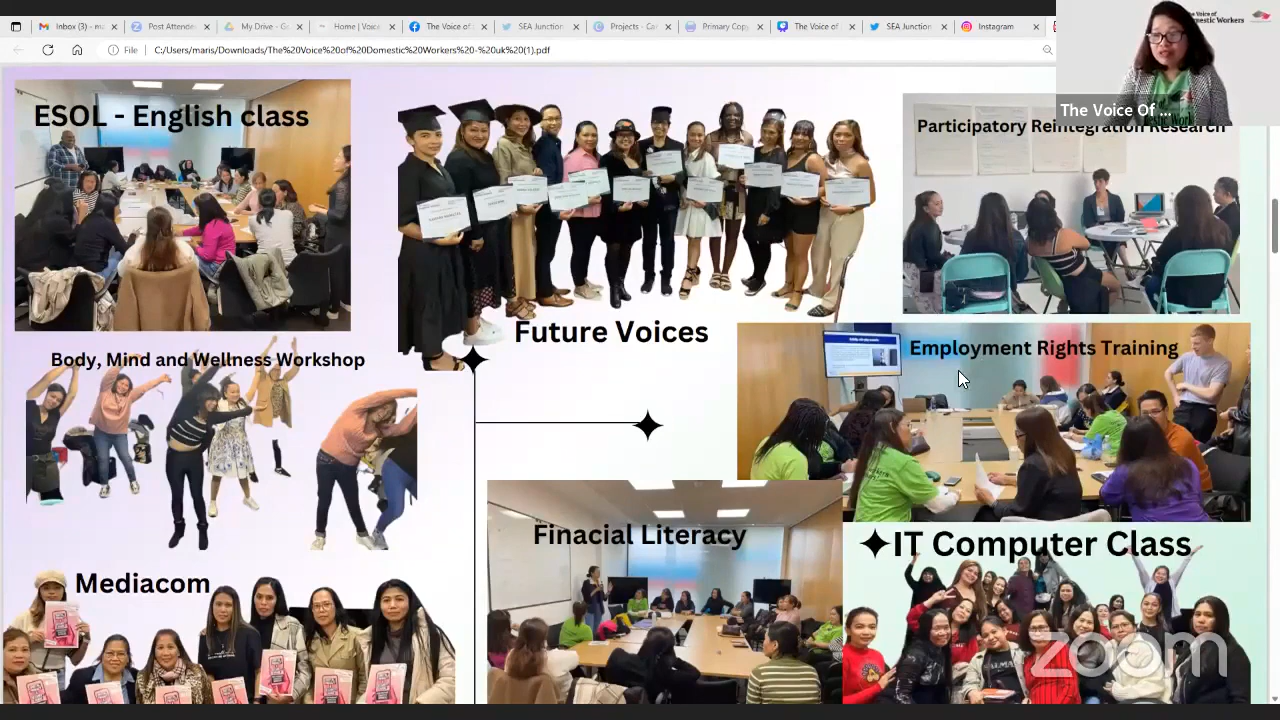 Inbox (3) - ma
Post Attende
My Drive - G
Home | Voice
The Voice of
SEA Junction
Projects - Ca
Primary Copy
The Voice of
SEA Junction
Instagram
The Voice of
Domestic Workers
File
C:/Users/maris/Downloads/The%20Voice%20of%20Domestic%20Workers%20-%20uk%20(1).pdf
The Voice Of ...
ESOL - English class
Participatory Reintegration Research
Future Voices
Employment Rights Training
Body, Mind and Wellness Workshop
Finacial Literacy
IT Computer Class
Mediacom
zoom